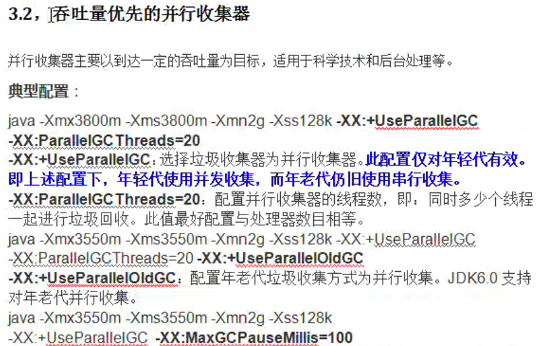 3.2，吞吐量优先的并行收集器
并行收集器主要以到达一定的吞吐量为目标，适用于科学技术和后台处理等。
典型配置：
java -Xmx3800m -Xms3800m -Xmn2g -Xss128k -XX:+UseParallelGC
-XX:ParallelGCThreads=20
-XX:+UseParallelGC：选择垃圾收集器为并行收集器。此配置仅对年轻代有效。
即上述配置下，年轻代使用并发收集，而年老代仍旧使用串行收集。
-XX:ParallelGCThreads=20：配置并行收集器的线程数，即：同时多少个线程
一起进行垃圾回收。此值最好配置与处理器数目相等。
java -Xmx3550m -Xms3550m -Xmn2g -Xss128k -XX:+UseParallelGC
-XX:ParallelGCThreads=20 -XX:+UseParallelOldGC
-XX:+UseParallelOldGC：配置年老代垃圾收集方式为并行收集。JDK6.0 支持
对年老代并行收集。
java -Xmx3550m -Xms3550m -Xmn2g -Xss128k
-XX:+UseParallelGC -XX:MaxGCPauseMillis=100